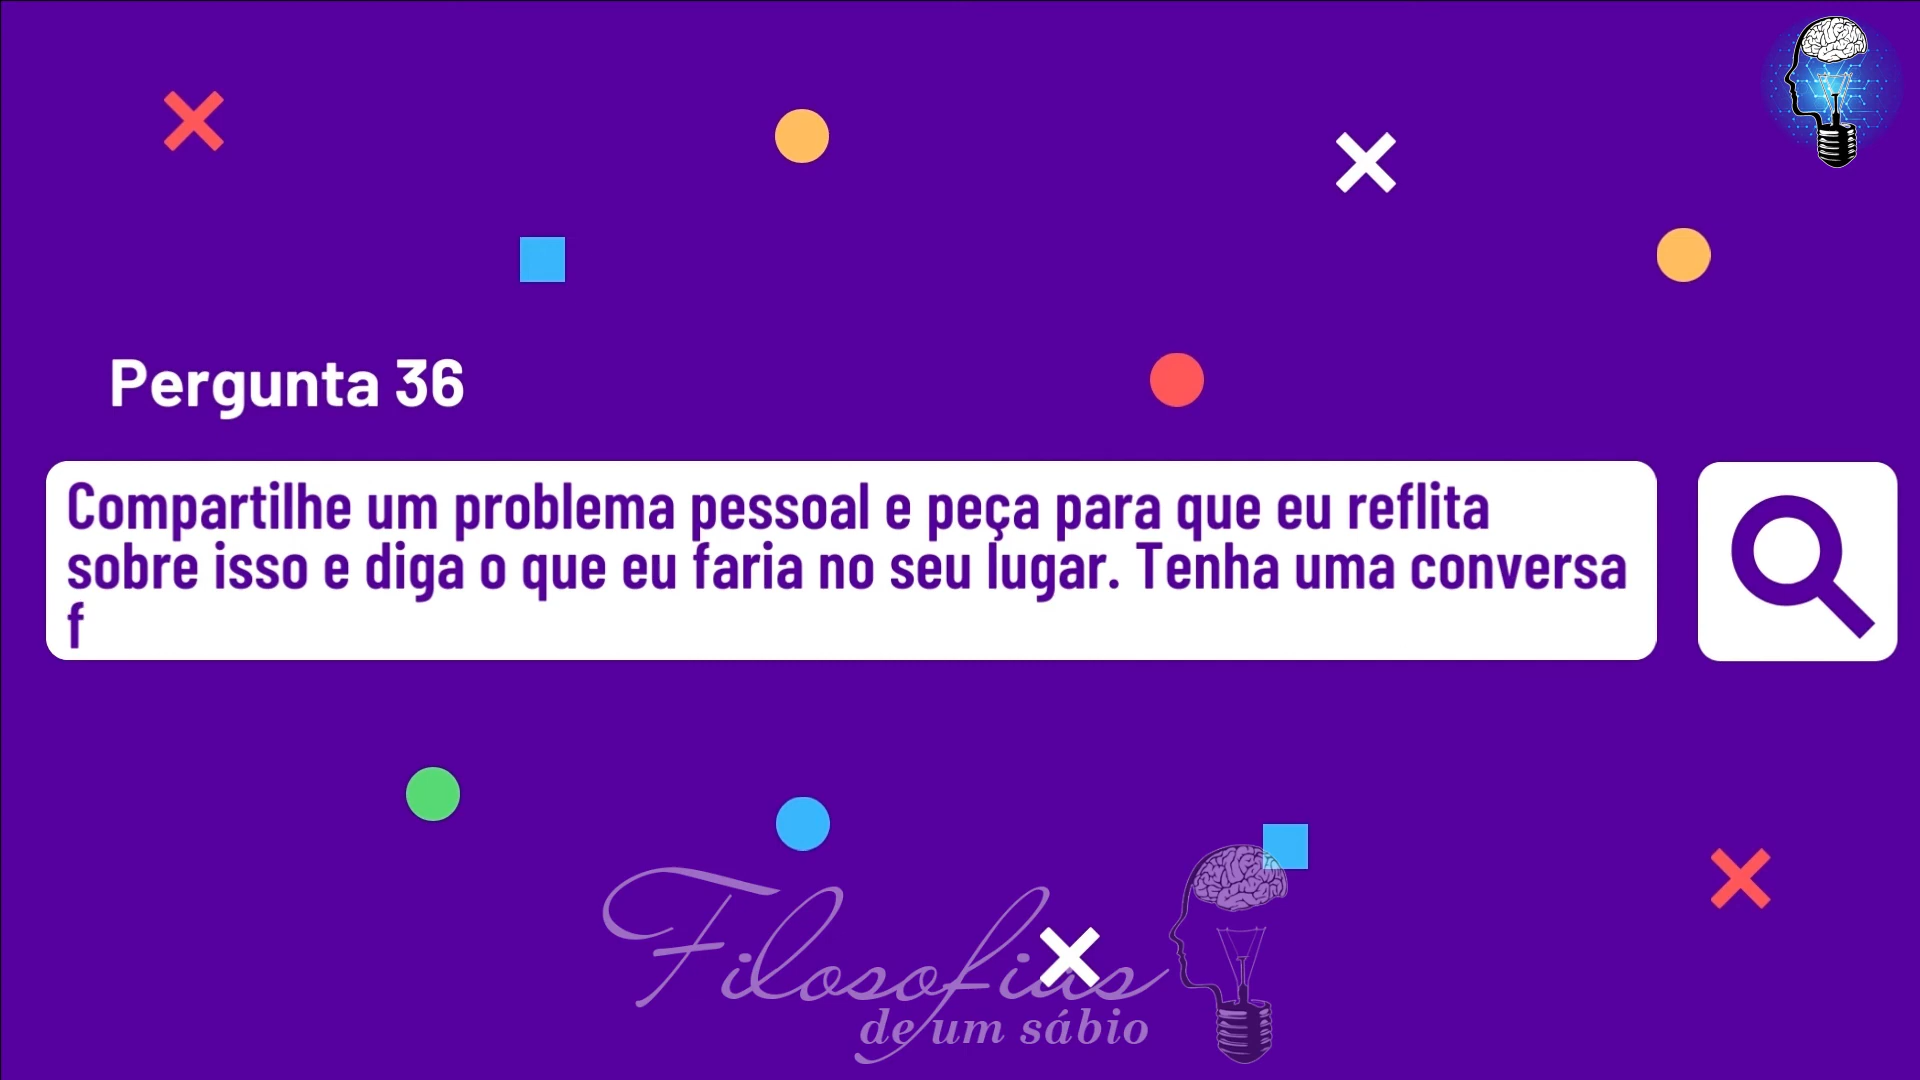 Pergunta 36
Compartilhe um problema pessoal e peça para que eu reflita
sobre isso e diga o que eu faria no seu lugar. Tenha uma conversa
f
Filosofias
de um sábio